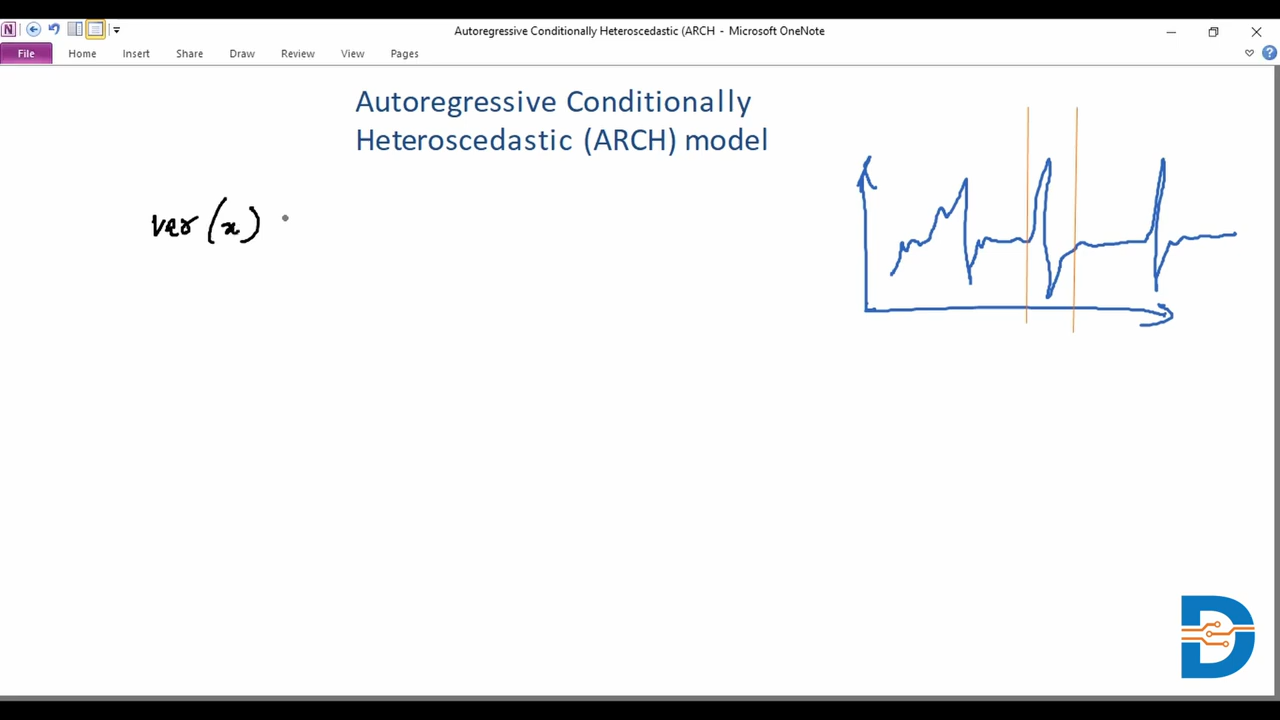 Autoregressive Conditionally Heteroscedastic (ARCH - Microsoft OneNote
File Home Insert Share Draw Review View Pages
Autoregressive Conditionally
Heteroscedastic (ARCH) model
var (x)